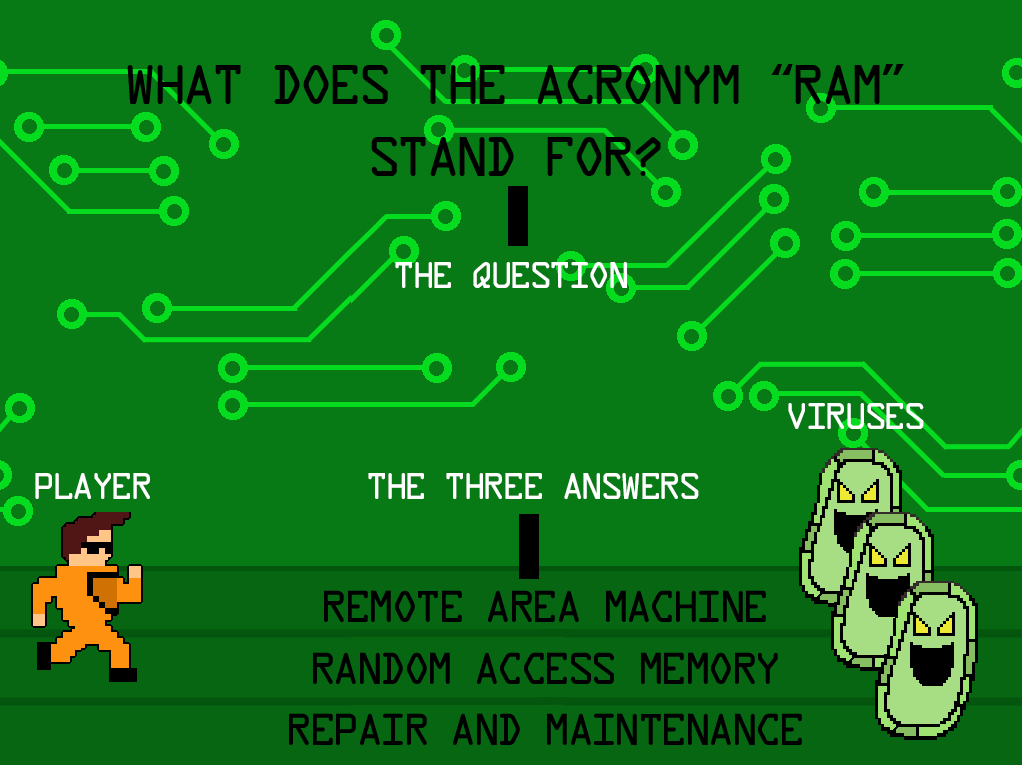 WHAT DOES THE ACRONYM “RAM”
STAND FOR?
THE QUESTION
VIRUSES
PLAYER
THE THREE ANSWERS
REMOTE AREA MACHINE
RANDOM ACCESS MEMORY
REPAIR AND MAINTENANCE